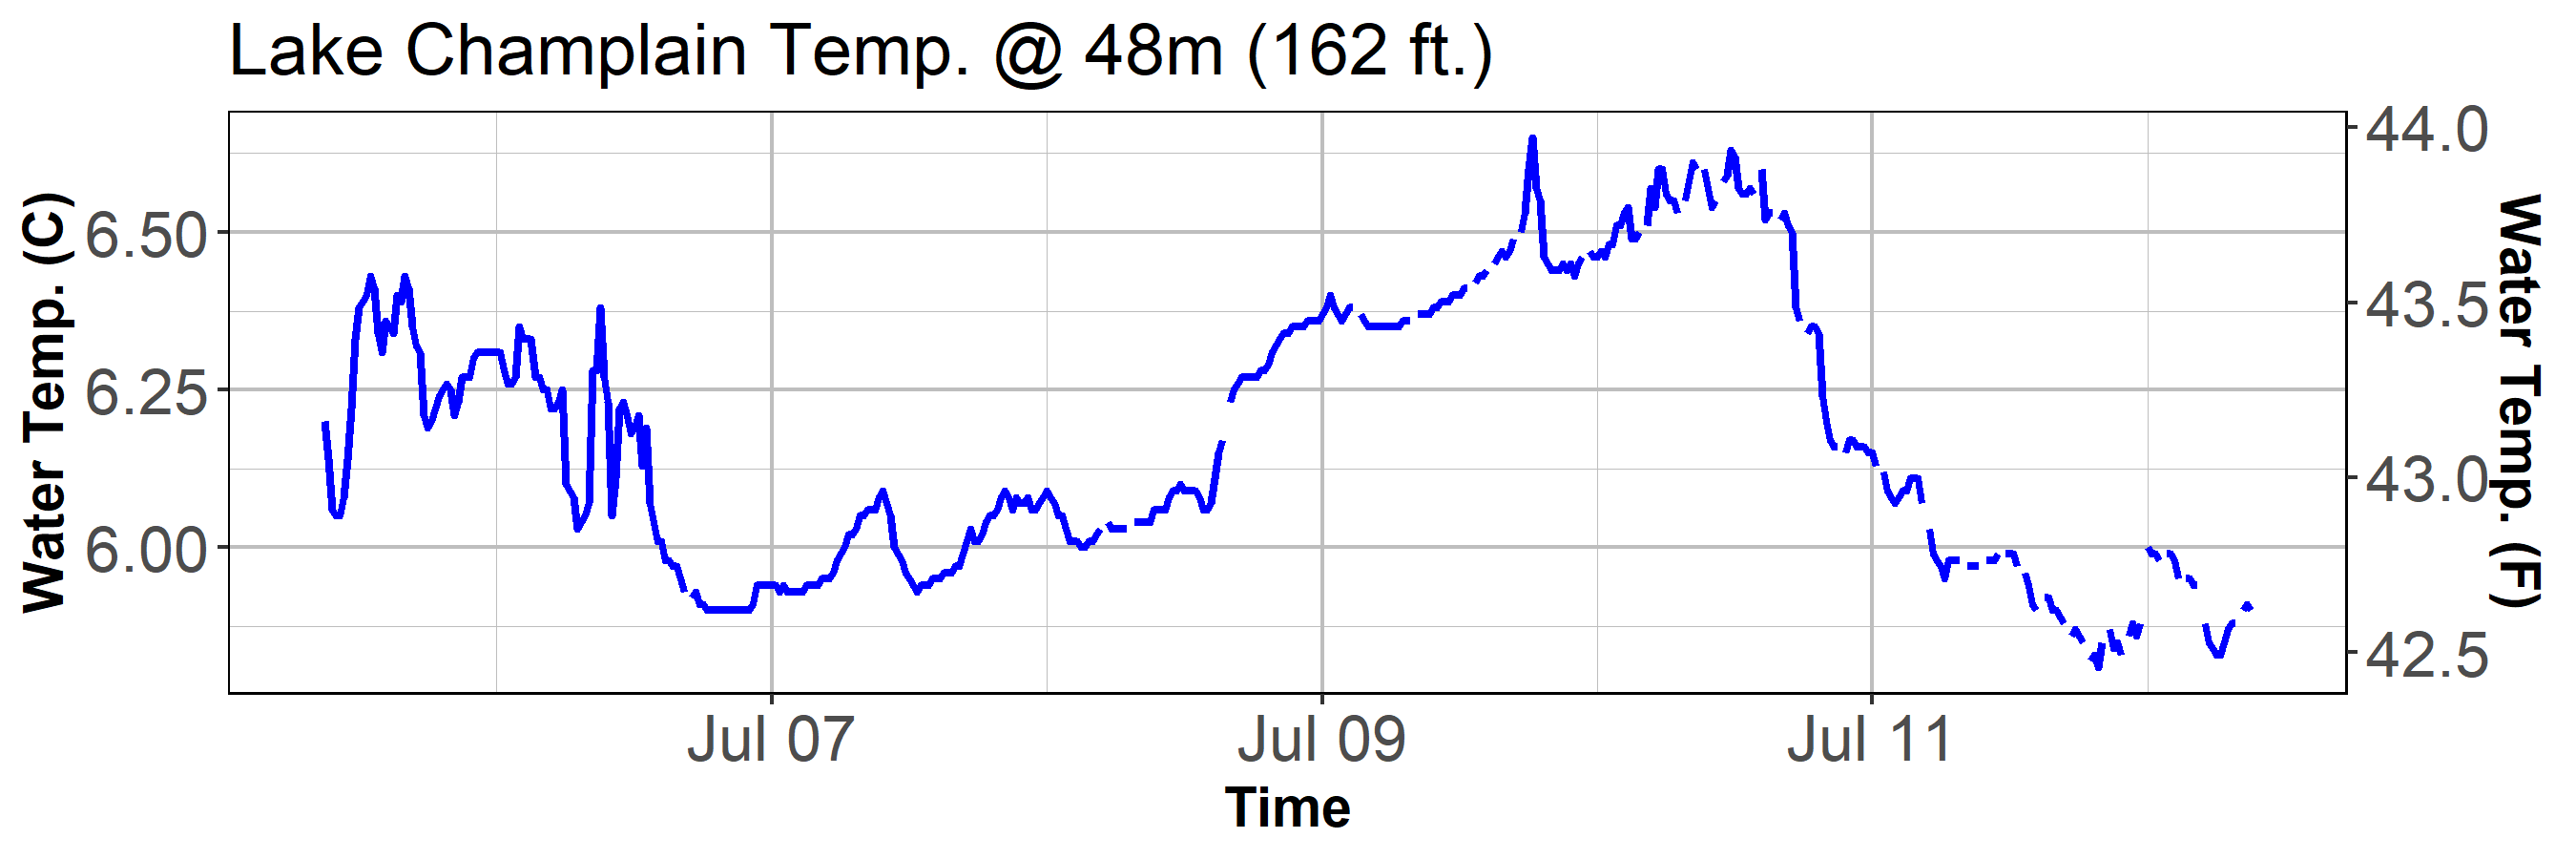 Lake Champlain Temp. @ 48m (162 ft.)
Water Temp. (C)
6.50
6.25
6.00
44.0
43.5
43.0
42.5
Water Temp. (F)
Jul 07
Jul 09
Jul 11
Time